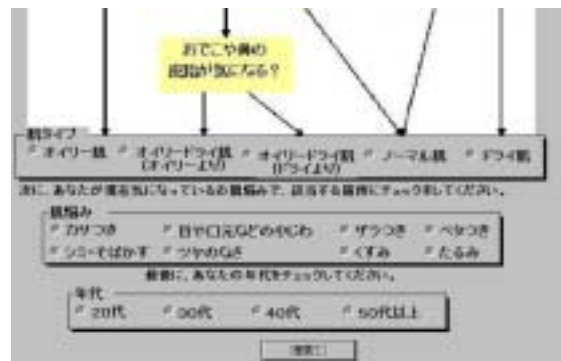 おでこや鼻の
皮脂が気になる？
肌タイプ
オイリー肌 オイリードライ肌 (オイリーより) オイリードライ肌 (ドライより) ノーマル肌 ドライ肌
次に、あなたが現在気になっているお肌悩みで、該当する箇所にチェックをしてください。
肌悩み
カサつき 目や口元などの小じわ ザラつき ベタつき
シミ・そばかす ツヤのなさ くすみ たるみ
最後に、あなたの年代をチェックしてください。
年代
20代 30代 40代 50代以上